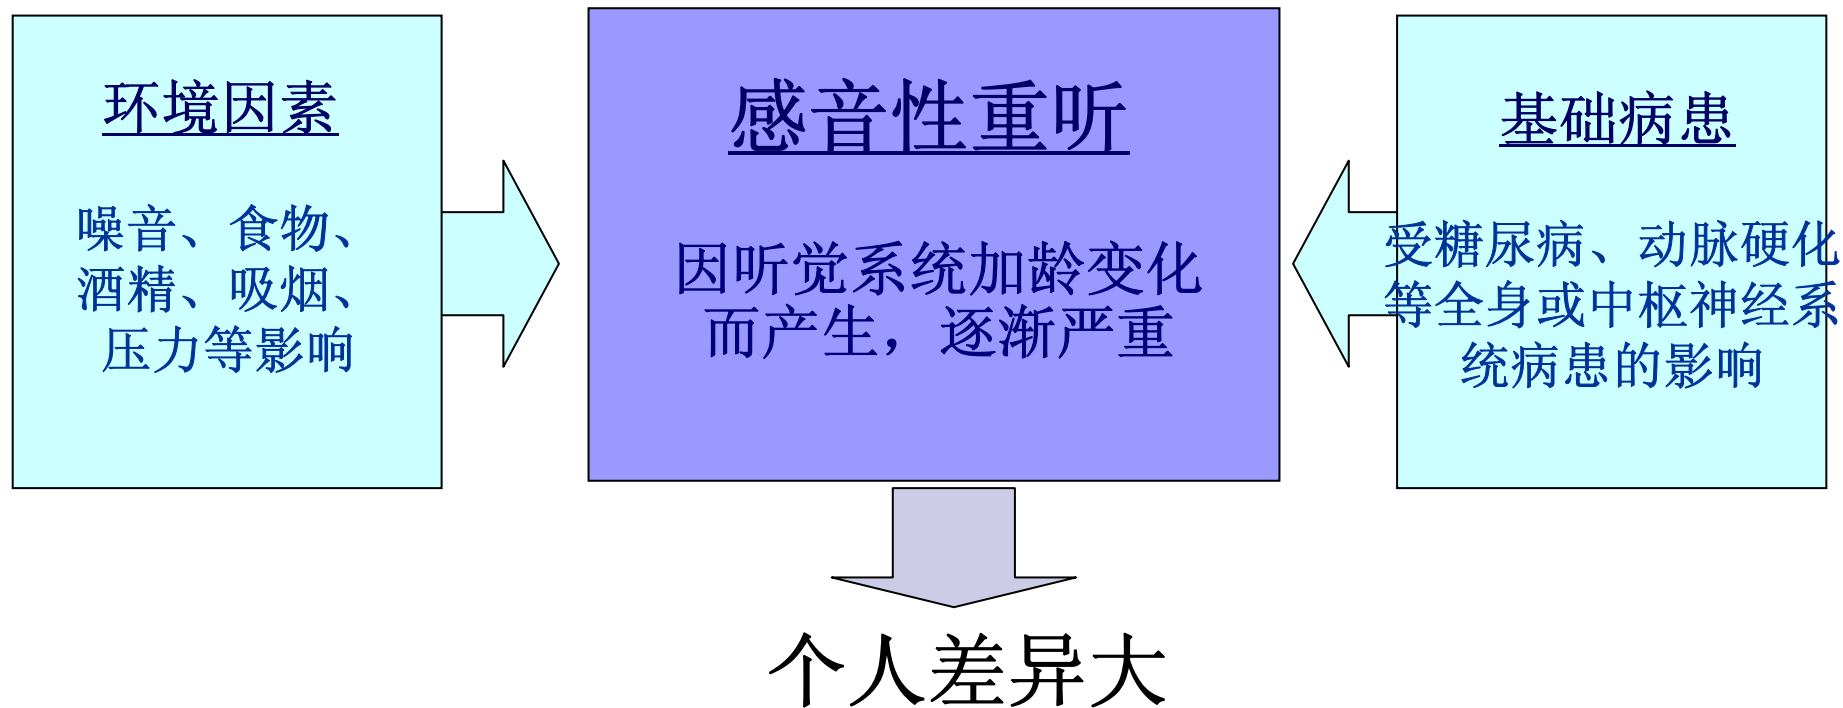 环境因素
噪音、食物、
酒精、吸烟、
压力等影响
感音性重听
因听觉系统加龄变化
而产生，逐渐严重
基础病患
受糖尿病、动脉硬化
等全身或中枢神经系
统病患的影响
个人差异大